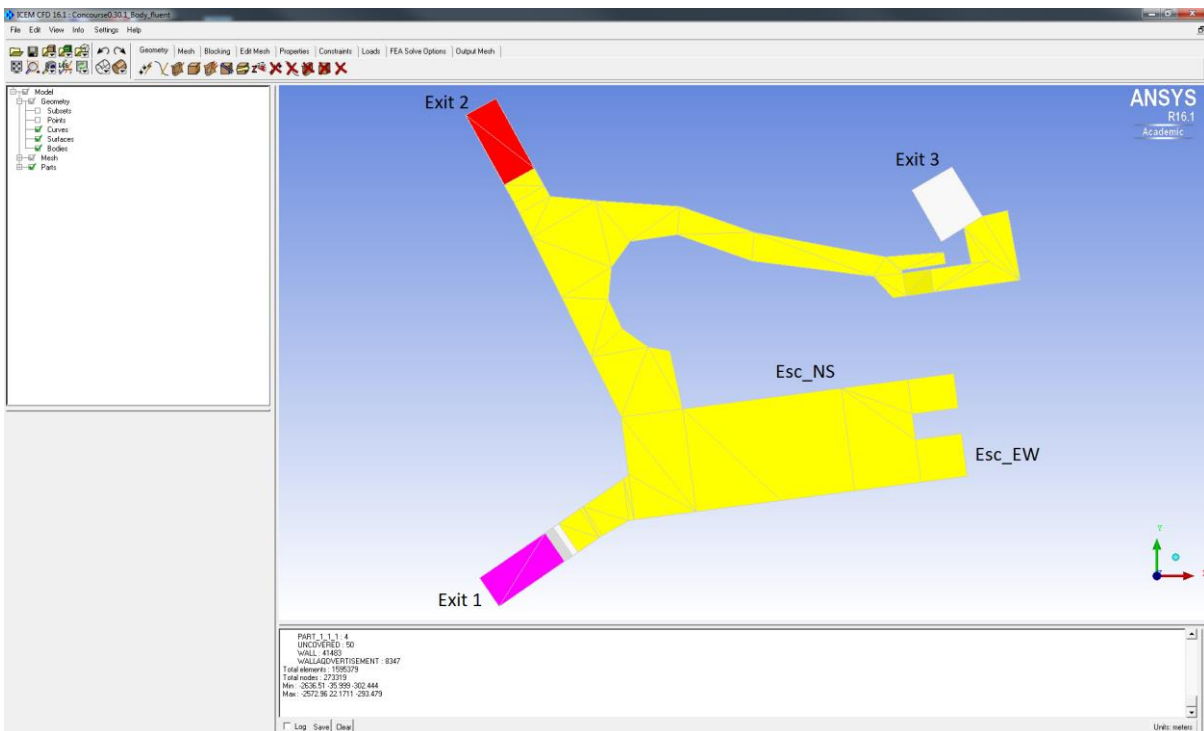 ICEM CFD 16.1 : Concourse0.30.1_Body_fluent
File Edit View Info Settings Help
Geometry Mesh Blocking Edit Mesh Properties Constraints Loads FEA Solve Options Output Mesh
Model
Geometry
Subsets
Points
Curves
Surfaces
Bodies
Mesh
Parts
ANSYS
R16.1
Academic
Exit 2
Exit 3
Esc_NS
Esc_EW
Exit 1
Y
PART_1_1_1 : 4
UNCOVERED : 50
WALL : 41483
WALLAQDVERTISEMENT : 8347
Total elements : 1595379
Total nodes : 273319
Min : -2636.51 -35.999 -302.444
Max : -2572.96 22.1711 -293.479
Log Save Clear
Units: meters